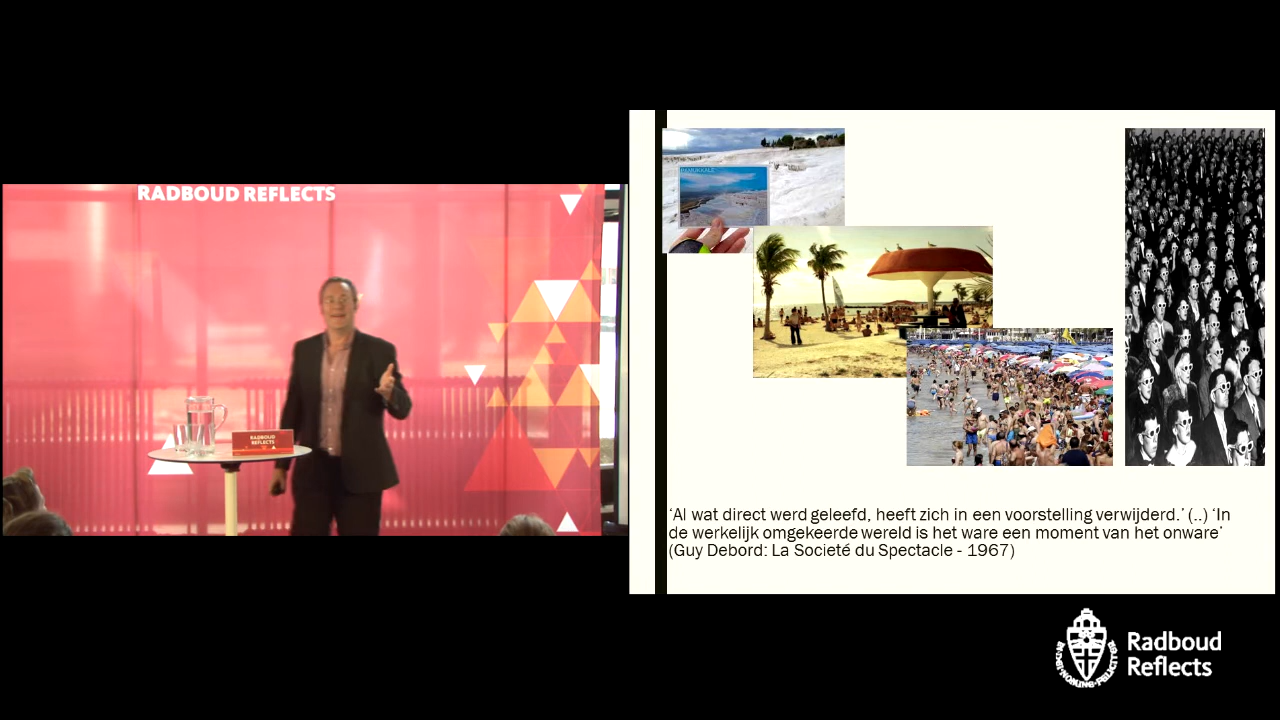 RADBOUD REFLECTS
RADBOUD
REFLECTS
PAMUKKALE
‘Al wat direct werd geleefd, heeft zich in een voorstelling verwijderd.’ (..) ‘In
de werkelijk omgekeerde wereld is het ware een moment van het onware’
(Guy Debord: La Societé du Spectacle - 1967)
Radboud
Reflects